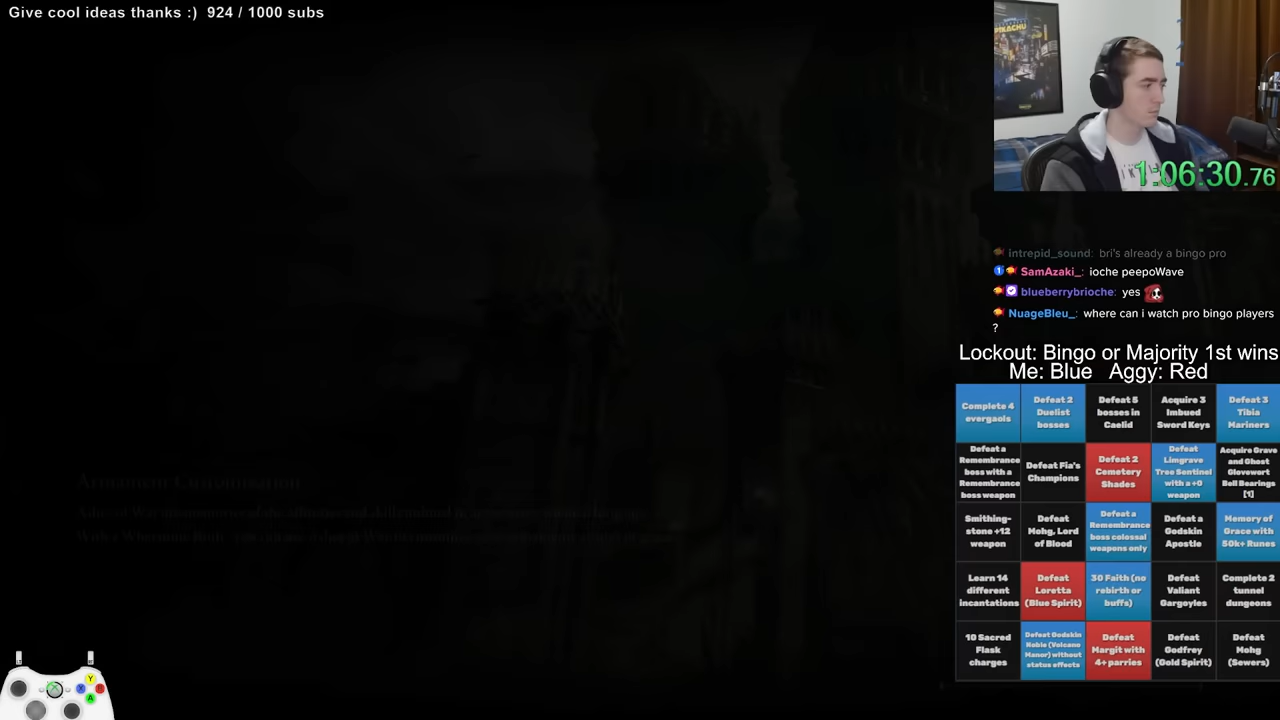 Give cool ideas thanks :) 924 / 1000 subs
PIKACHU
1:06:30.76
intrepid_sound: bri's already a bingo pro
SamAzaki_: ioche peepoWave
blueberrybrioche: yes
NuageBleu_: where can i watch pro bingo players
?
Lockout: Bingo or Majority 1st wins
Me: Blue Aggy: Red
Complete 4
overgaols
Defeat 2
Duelist
bosses
Defeat 5
bosses in
Caelid
Acquire 3
Imbued
Sword Keys
Defeat 3
Tibia
Mariners
Defeat a
Remembrance
boss with a
Remembrance
boss weapon
Defeat Fia's
Champions
Defeat 2
Cemetery
Shades
Defeat
Limgrave
Tree Sentinel
with a +0
weapon
Acquire Grave
and Ghost
Glovewort
Bell Bearings
[1]
Smithing-
stone +12
weapon
Defeat
Mohg, Lord
of Blood
Defeat a
Remembrance
boss colossal
weapons only
Defeat a
Godskin
Apostle
Memory of
Grace with
50k+ Runes
Learn 14
different
incantations
Defeat
Loretta
(Blue Spirit)
30 Faith (no
rebirth or
buffs)
Defeat
Valiant
Gargoyles
Complete 2
tunnel
dungeons
10 Sacred
Flask
charges
Defeat Godskin
Noble (Volcano
Manor) without
status effects
Defeat
Margit with
4+ parries
Defeat
Godfrey
(Gold Spirit)
Defeat
Mohg
(Sewers)
Y
X
B
A